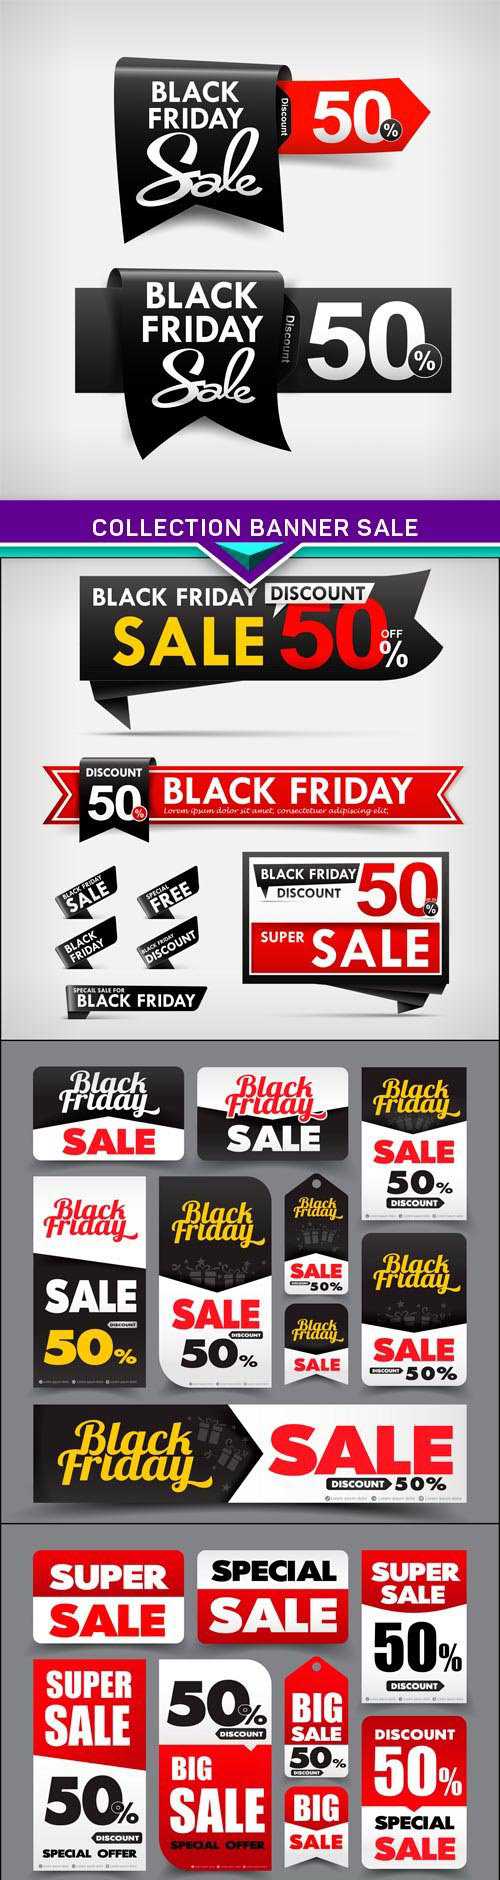 BLACK
FRIDAY
Sale
Discount
50%
BLACK
FRIDAY
Sale
Discount
50%
COLLECTION BANNER SALE
BLACK FRIDAY DISCOUNT
SALE 50% OFF
DISCOUNT
50%
BLACK FRIDAY
Lorem ipsum dolor sit amet, consectetuer adipiscing elit,
BLACK FRIDAY
SALE
SPECIAL
FREE
BLACK
FRIDAY
BLACK FRIDAY
DISCOUNT
SPECAIL SALE FOR
BLACK FRIDAY
BLACK FRIDAY
DISCOUNT
50%
SUPER SALE
Black
Friday
SALE
Black
Friday
SALE
Black
Friday
SALE
50%
DISCOUNT
Black
Friday
SALE
DISCOUNT
50%
Black
Friday
SALE
DISCOUNT
50%
Black
Friday
SALE
DISCOUNT 50%
Black
Friday
SALE
Black
Friday
SALE
DISCOUNT 50%
Black
Friday
SALE
DISCOUNT 50%
SUPER
SALE
SPECIAL
SALE
SUPER
SALE
50%
DISCOUNT
SUPER
SALE
50%
DISCOUNT
SPECIAL OFFER
50%
DISCOUNT
BIG
SALE
SPECIAL OFFER
BIG
SALE
50%
DISCOUNT
BIG
SALE
DISCOUNT
50%
SPECIAL
SALE